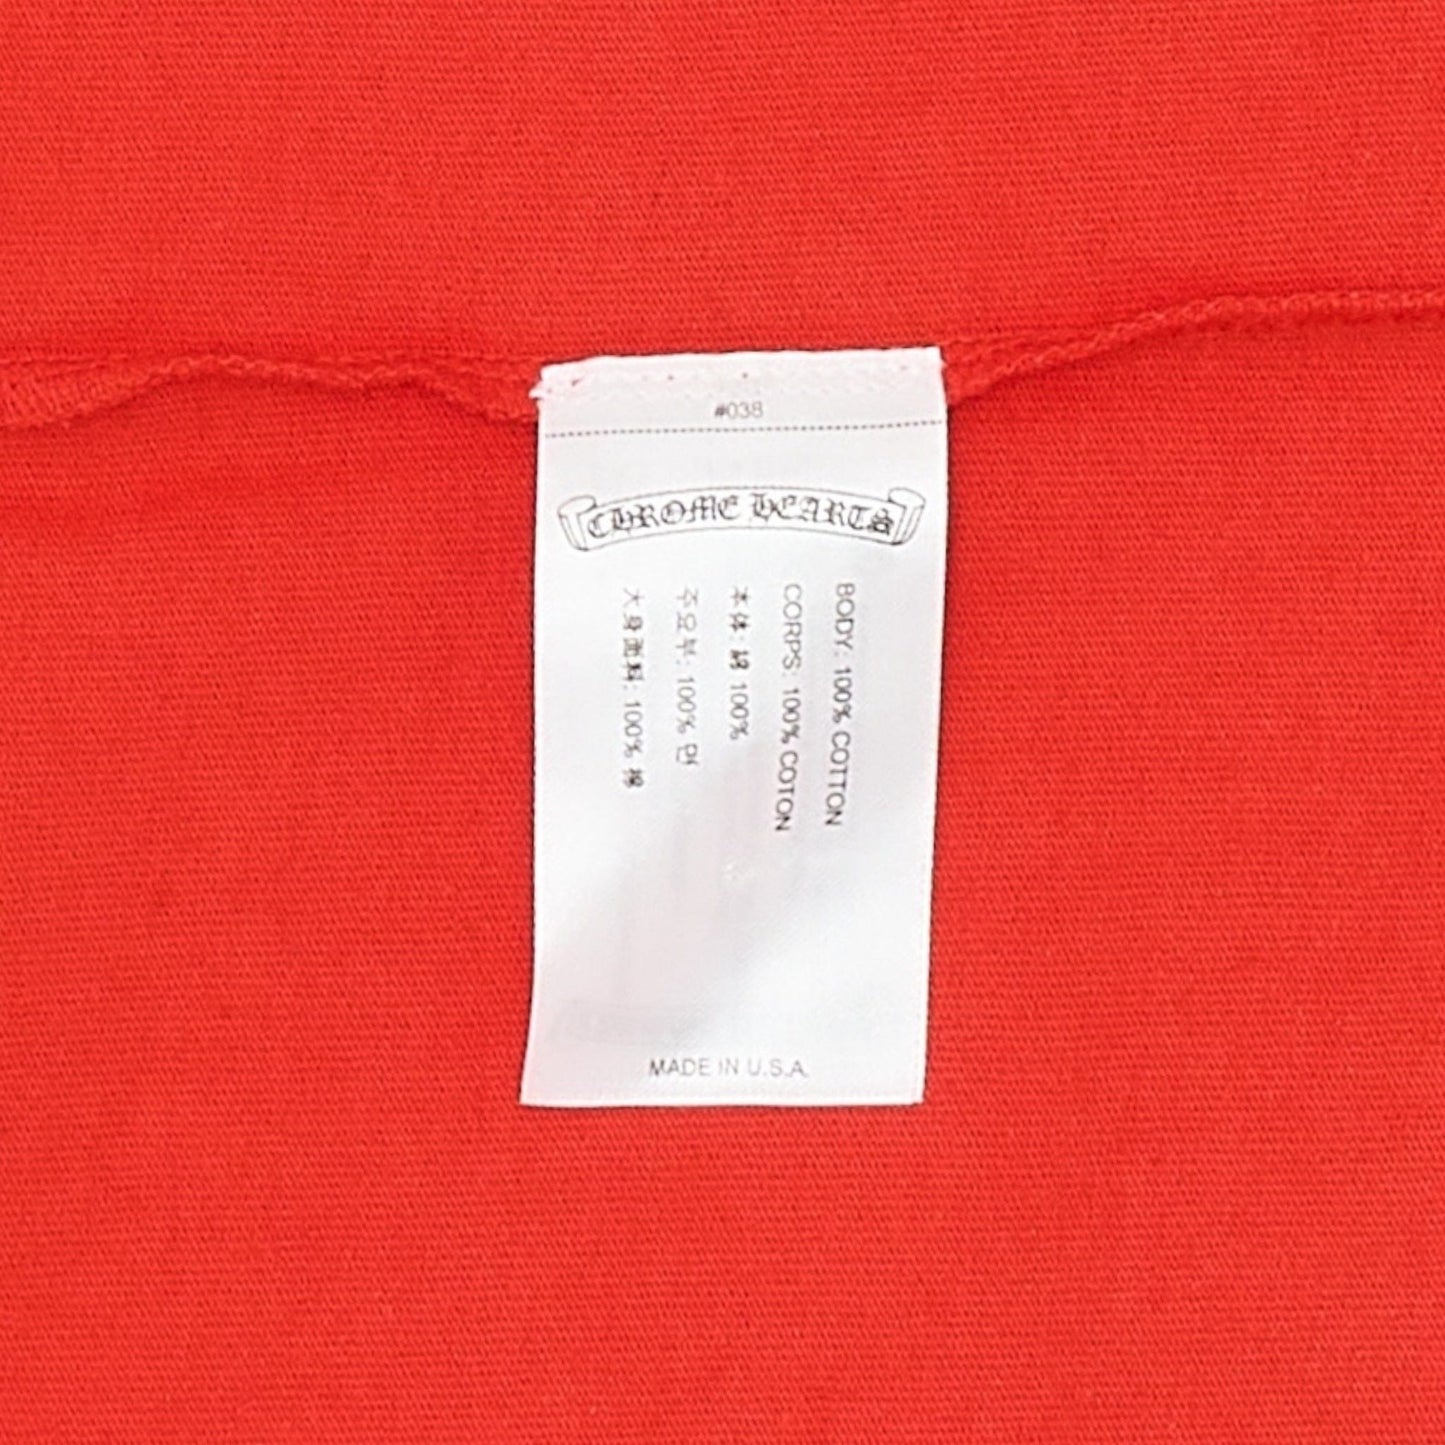 #038
CHROME HEARTS
BODY: 100% COTTON
CORPS: 100% COTON
本体: 綿 100%
주요부: 100% 면
大身面料: 100% 棉
MADE IN U.S.A.